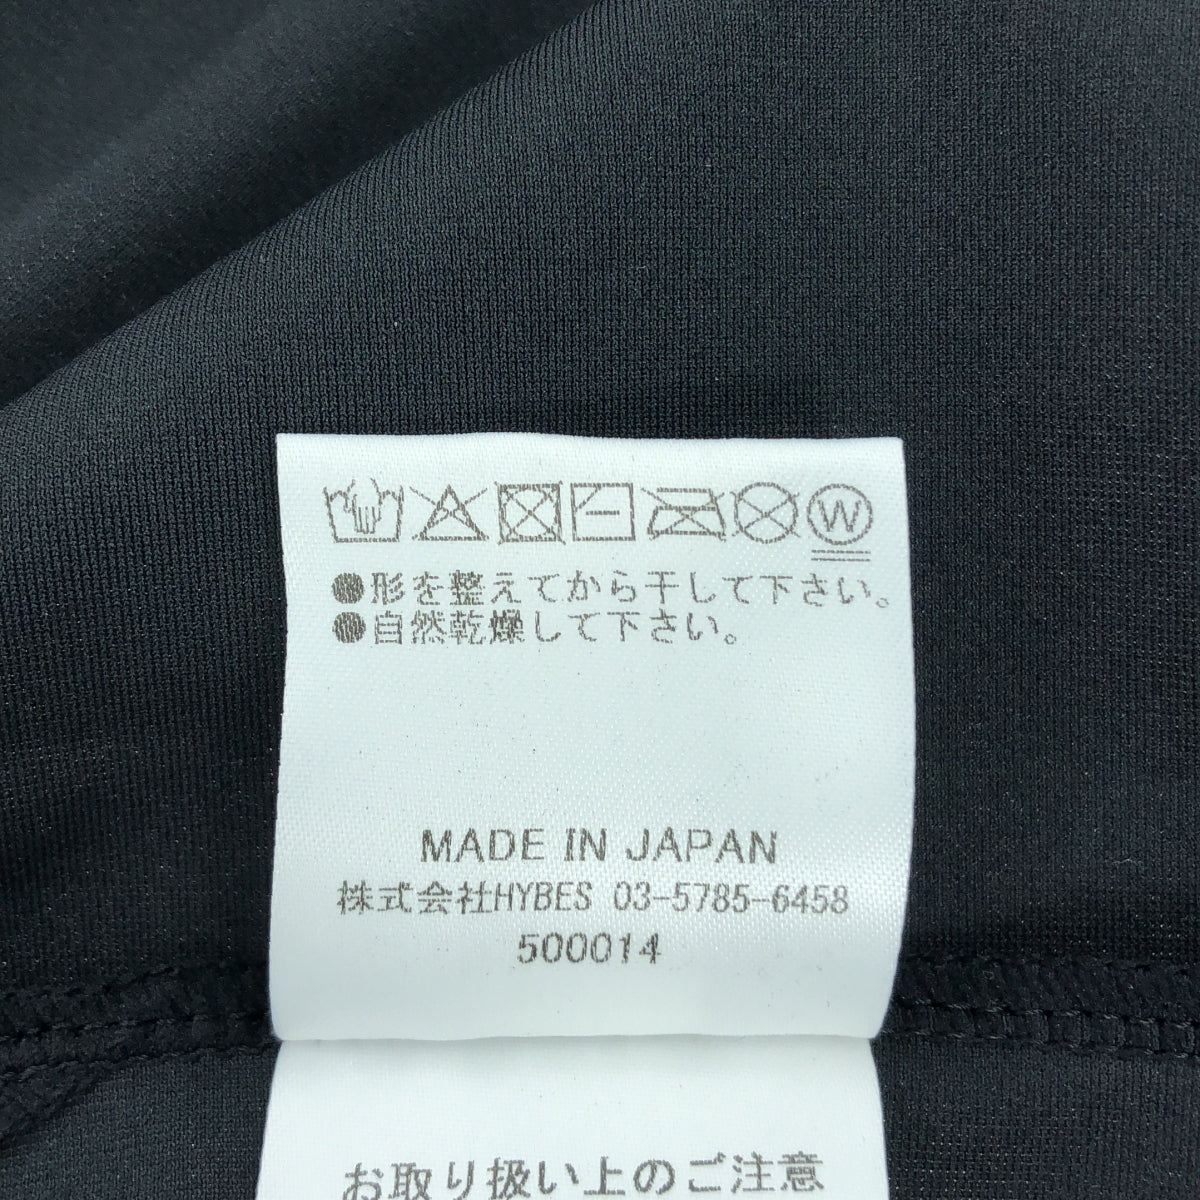 W
●形を整えてから干して下さい。
●自然乾燥して下さい。
MADE IN JAPAN
株式会社HYBES 03-5785-6458
500014
お取り扱い上のご注意